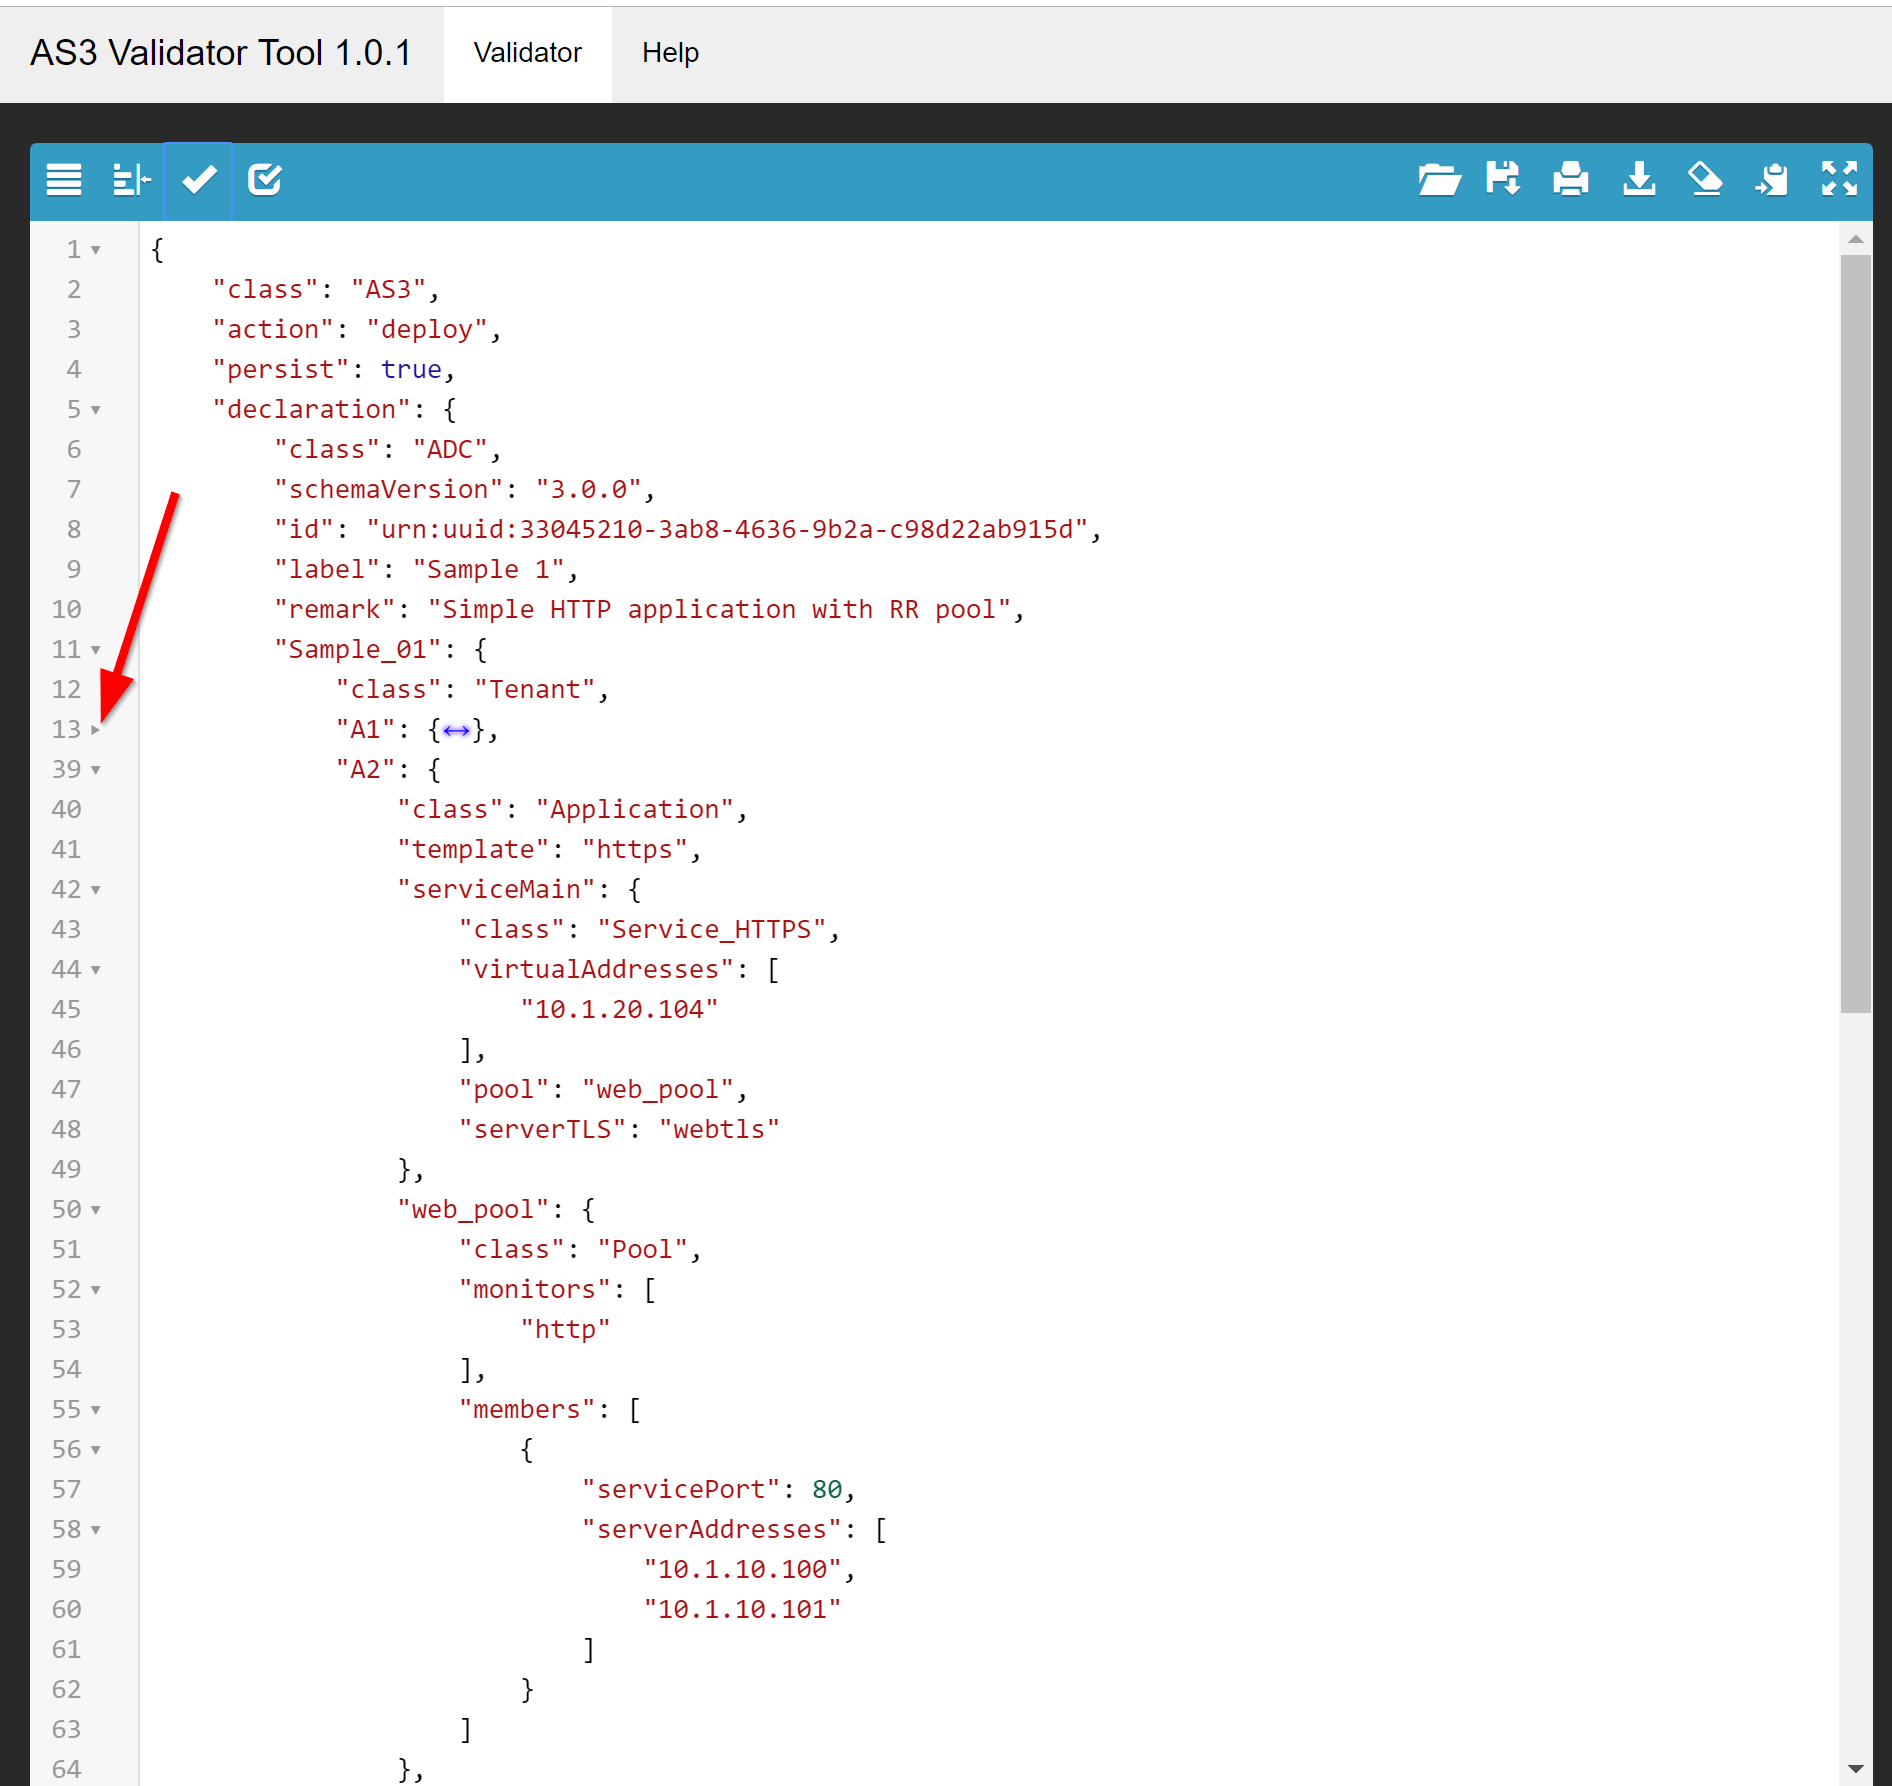 AS3 Validator Tool 1.0.1 Validator Help
1 {
2 "class": "AS3",
3 "action": "deploy",
4 "persist": true,
5 "declaration": {
6 "class": "ADC",
7 "schemaVersion": "3.0.0",
8 "id": "urn:uuid:33045210-3ab8-4636-9b2a-c98d22ab915d",
9 "label": "Sample 1",
10 "remark": "Simple HTTP application with RR pool",
11 "Sample_01": {
12 "class": "Tenant",
13 "A1": {↔},
39 "A2": {
40 "class": "Application",
41 "template": "https",
42 "serviceMain": {
43 "class": "Service_HTTPS",
44 "virtualAddresses": [
45 "10.1.20.104"
46 ],
47 "pool": "web_pool",
48 "serverTLS": "webtls"
49 },
50 "web_pool": {
51 "class": "Pool",
52 "monitors": [
53 "http"
54 ],
55 "members": [
56 {
57 "servicePort": 80,
58 "serverAddresses": [
59 "10.1.10.100",
60 "10.1.10.101"
61 ]
62 }
63 ]
64 },